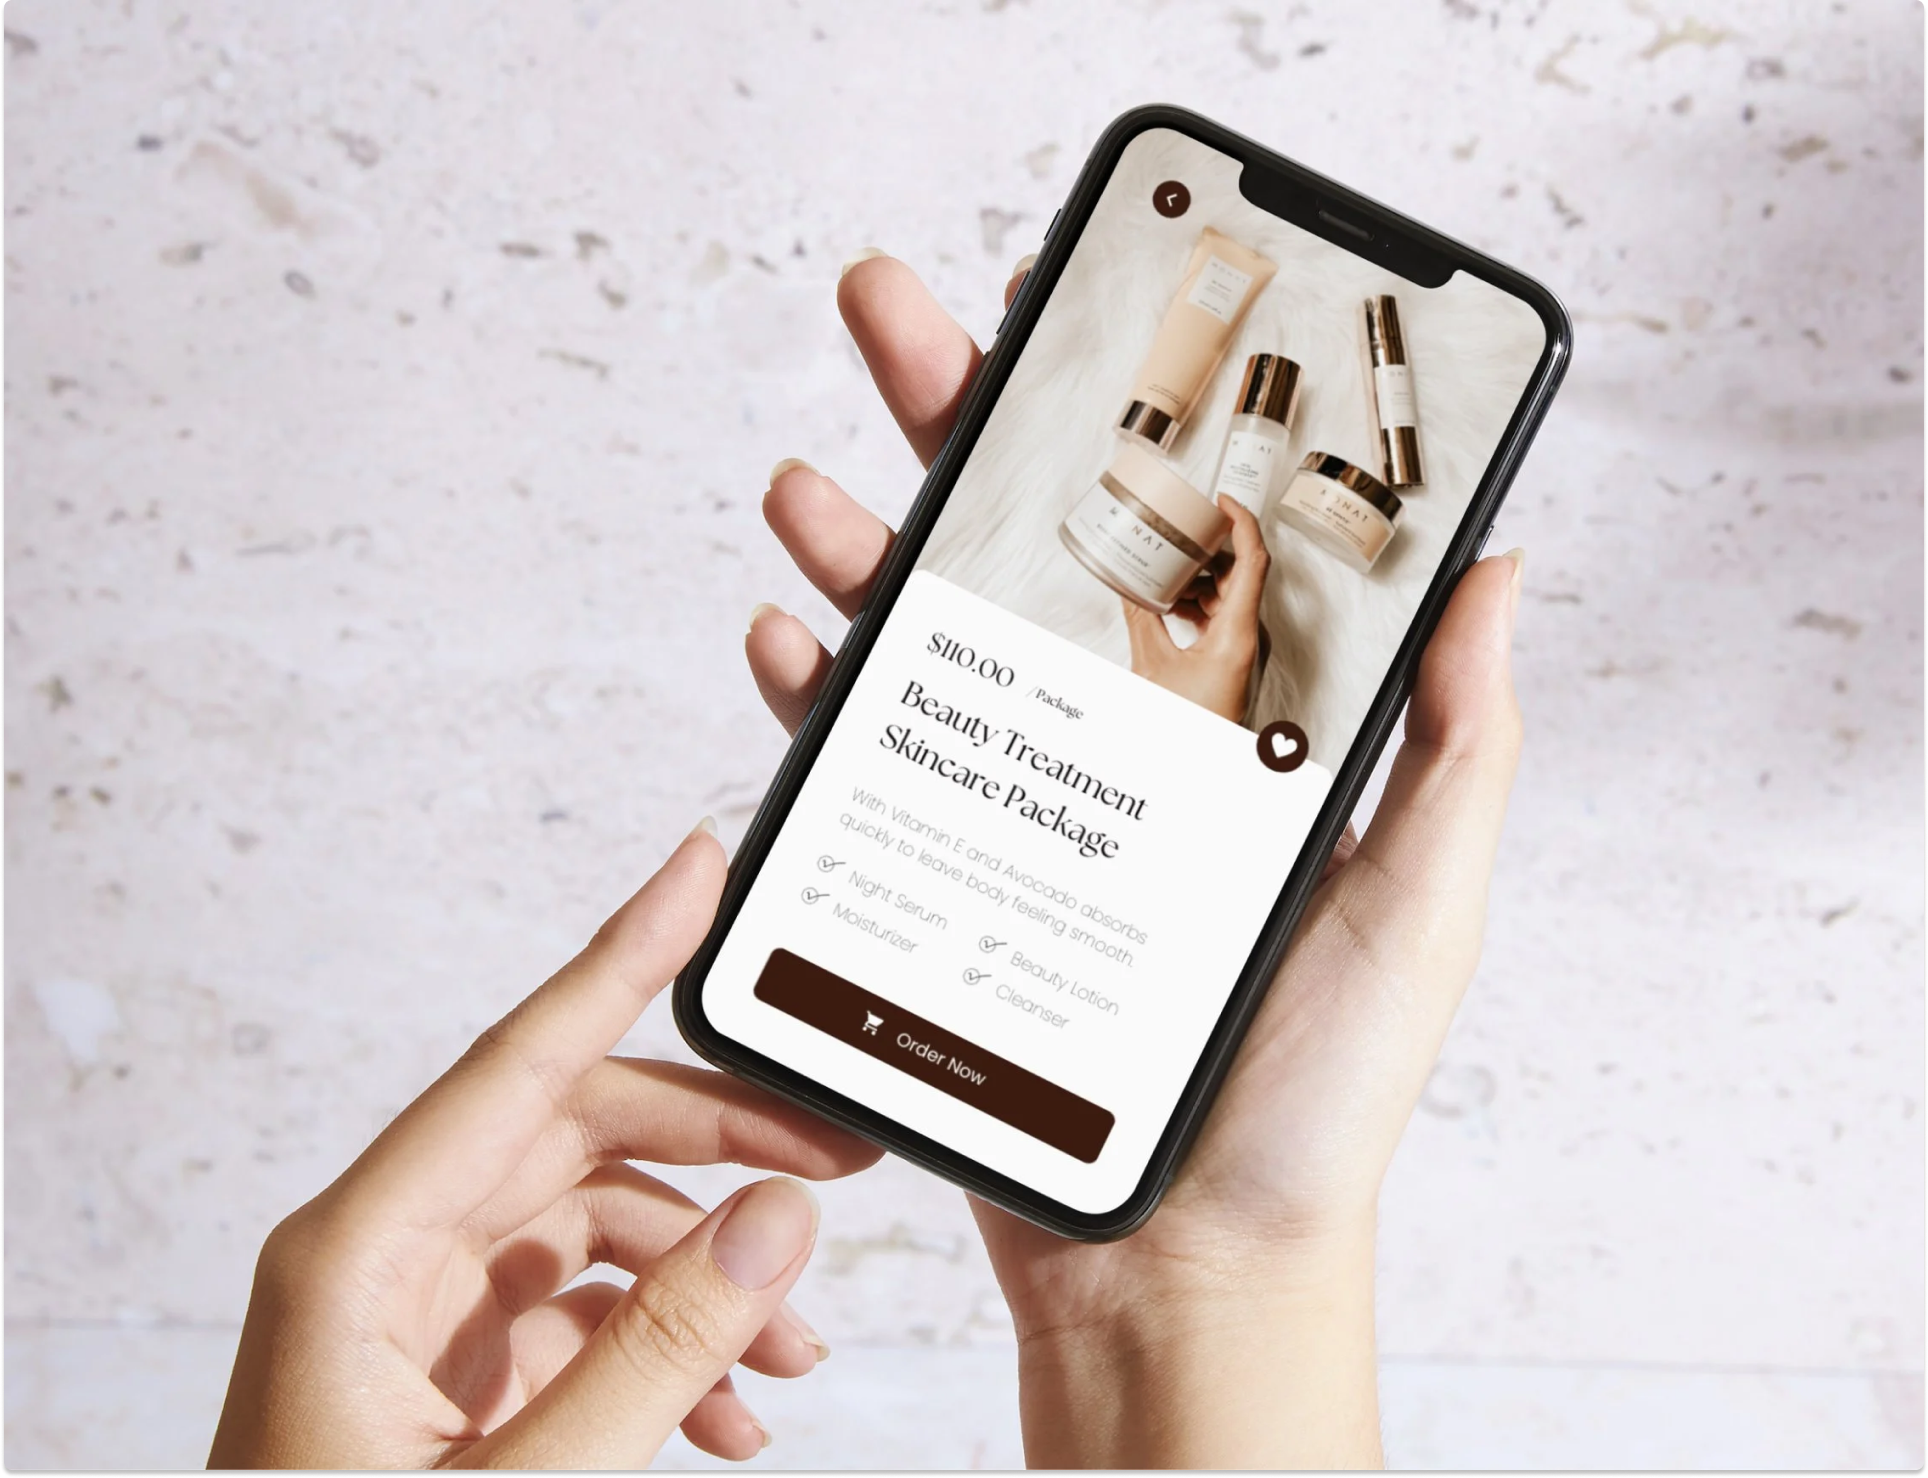 MONAT
$110.00 /Package
Beauty Treatment
Skincare Package
With Vitamin E and Avocado absorbs
quickly to leave body feeling smooth.
Night Serum
Moisturizer
Beauty Lotion
Cleanser
Order Now